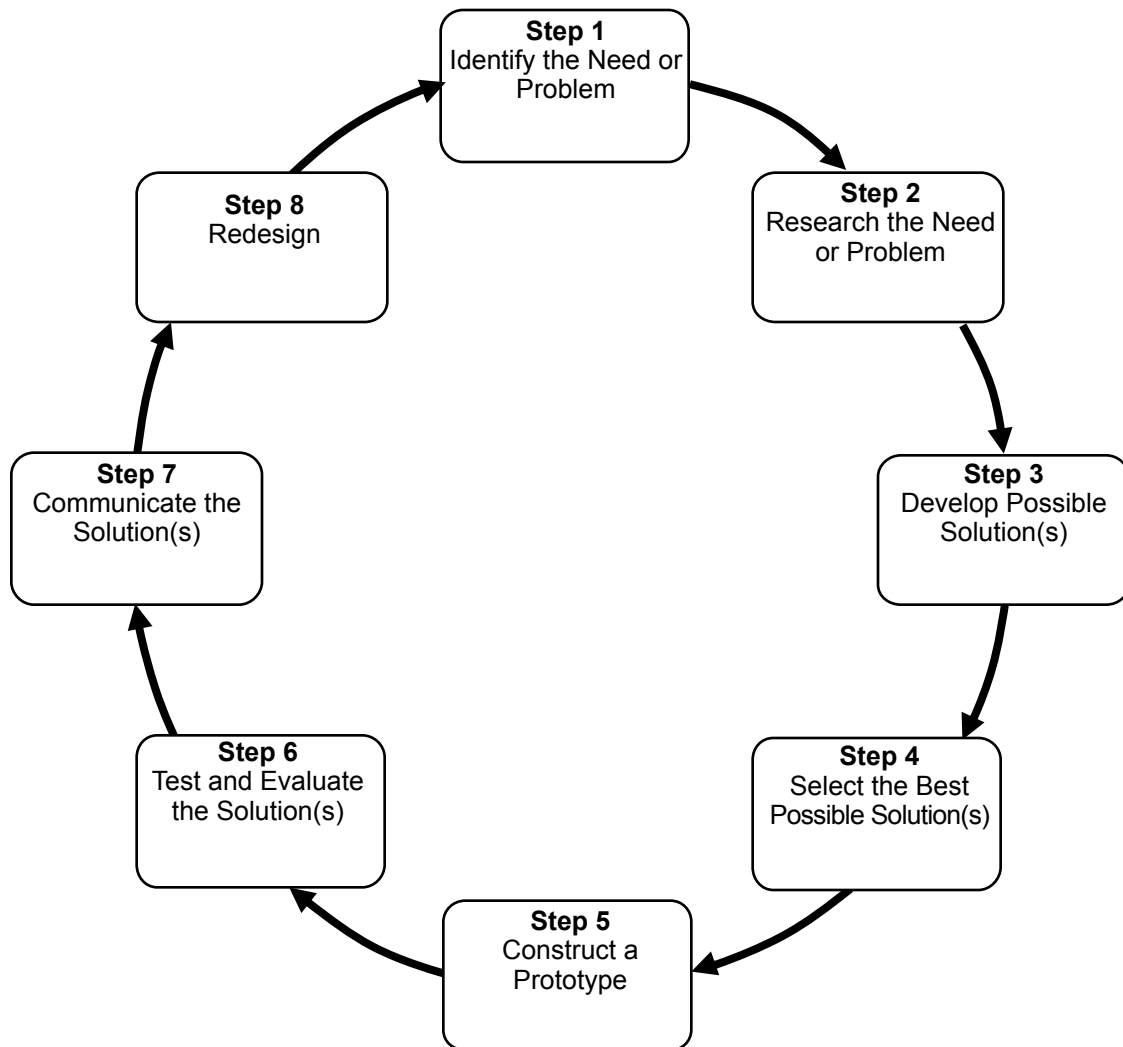 Step 1
Identify the Need or
Problem
Step 2
Research the Need
or Problem
Step 3
Develop Possible
Solution(s)
Step 4
Select the Best
Possible Solution(s)
Step 5
Construct a
Prototype
Step 6
Test and Evaluate
the Solution(s)
Step 7
Communicate the
Solution(s)
Step 8
Redesign